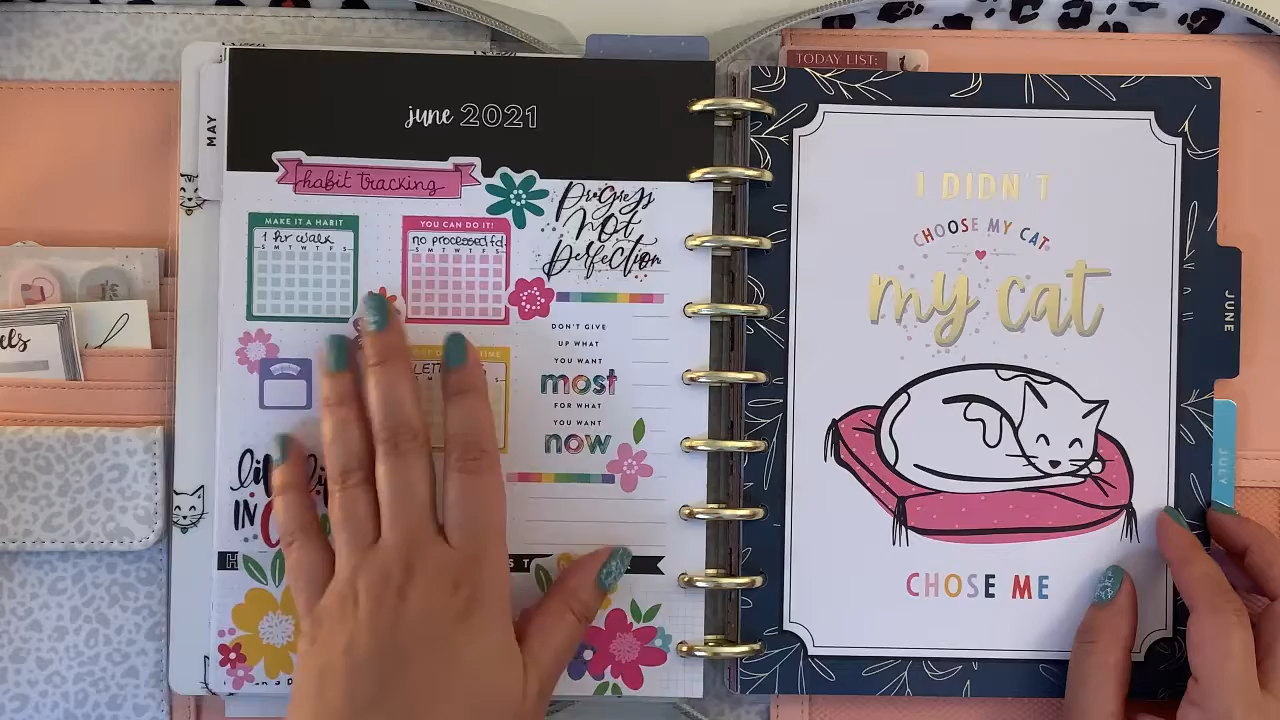 MAY
june 2021
habit tracking
MAKE IT A HABIT
1 hr walk
S M T W T F S
YOU CAN DO IT!
no processed fd
S M T W T F S
Progress
Not
Perfection
DON'T GIVE
UP WHAT
YOU WANT
most
FOR WHAT
YOU WANT
now
IN
TODAY LIST:
I DIDN'T
CHOOSE MY CAT
my cat
CHOSE ME
JUNE
JULY